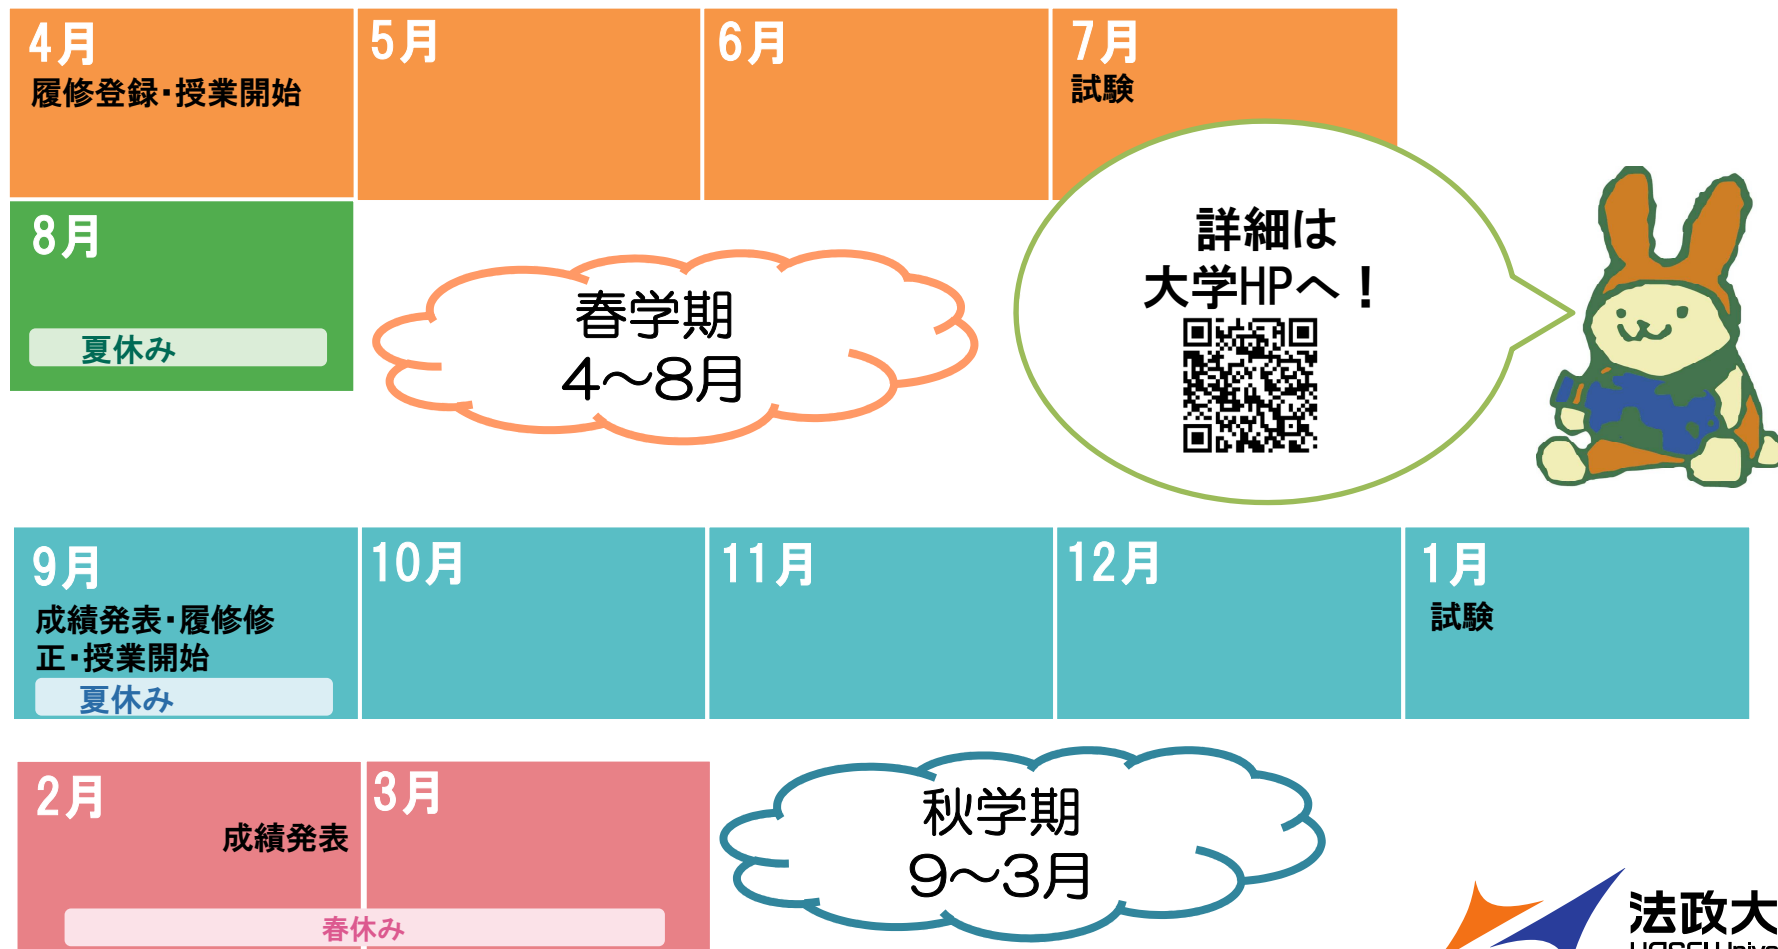 4月
履修登録・授業開始
5月
6月
7月
試験
8月
夏休み
春学期
4～8月
詳細は
大学HPへ！
9月
成績発表・履修修
正・授業開始
夏休み
10月
11月
12月
1月
試験
2月
成績発表
3月
春休み
秋学期
9～3月
法政大